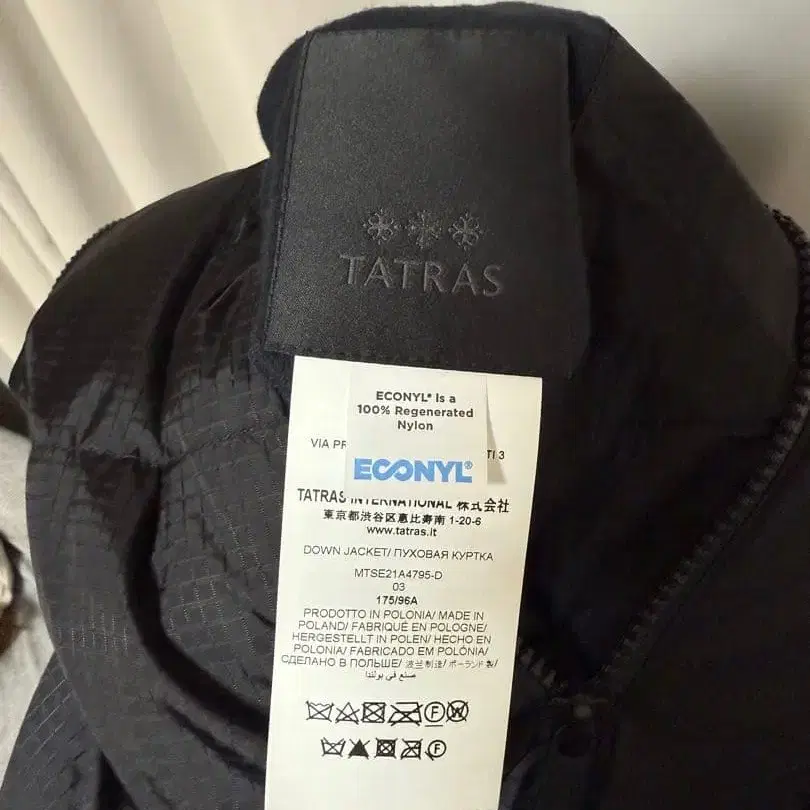 TATRAS
ECONYL® Is a
100% Regenerated
Nylon
VIA TI 3
ECONYL®
TATRAS INTERNATIONAL 株式会社
東京都渋谷区恵比寿南 1-20-6
www.tatras.it
DOWN JACKET/ ПУХОВАЯ КУРТКА
MTSE21A4795-D
03
175/96A
PRODOTTO IN POLONIA/ MADE IN
POLAND/ FABRIQUÉ EN POLOGNE/
HERGESTELLT IN POLEN/ HECHO EN
POLONIA/ FABRICADO EM POLÓNIA/
СДЕЛАНО В ПОЛЬШЕ/ 波兰制造/ ポーランド製/
صنع في بولندا
F W
F